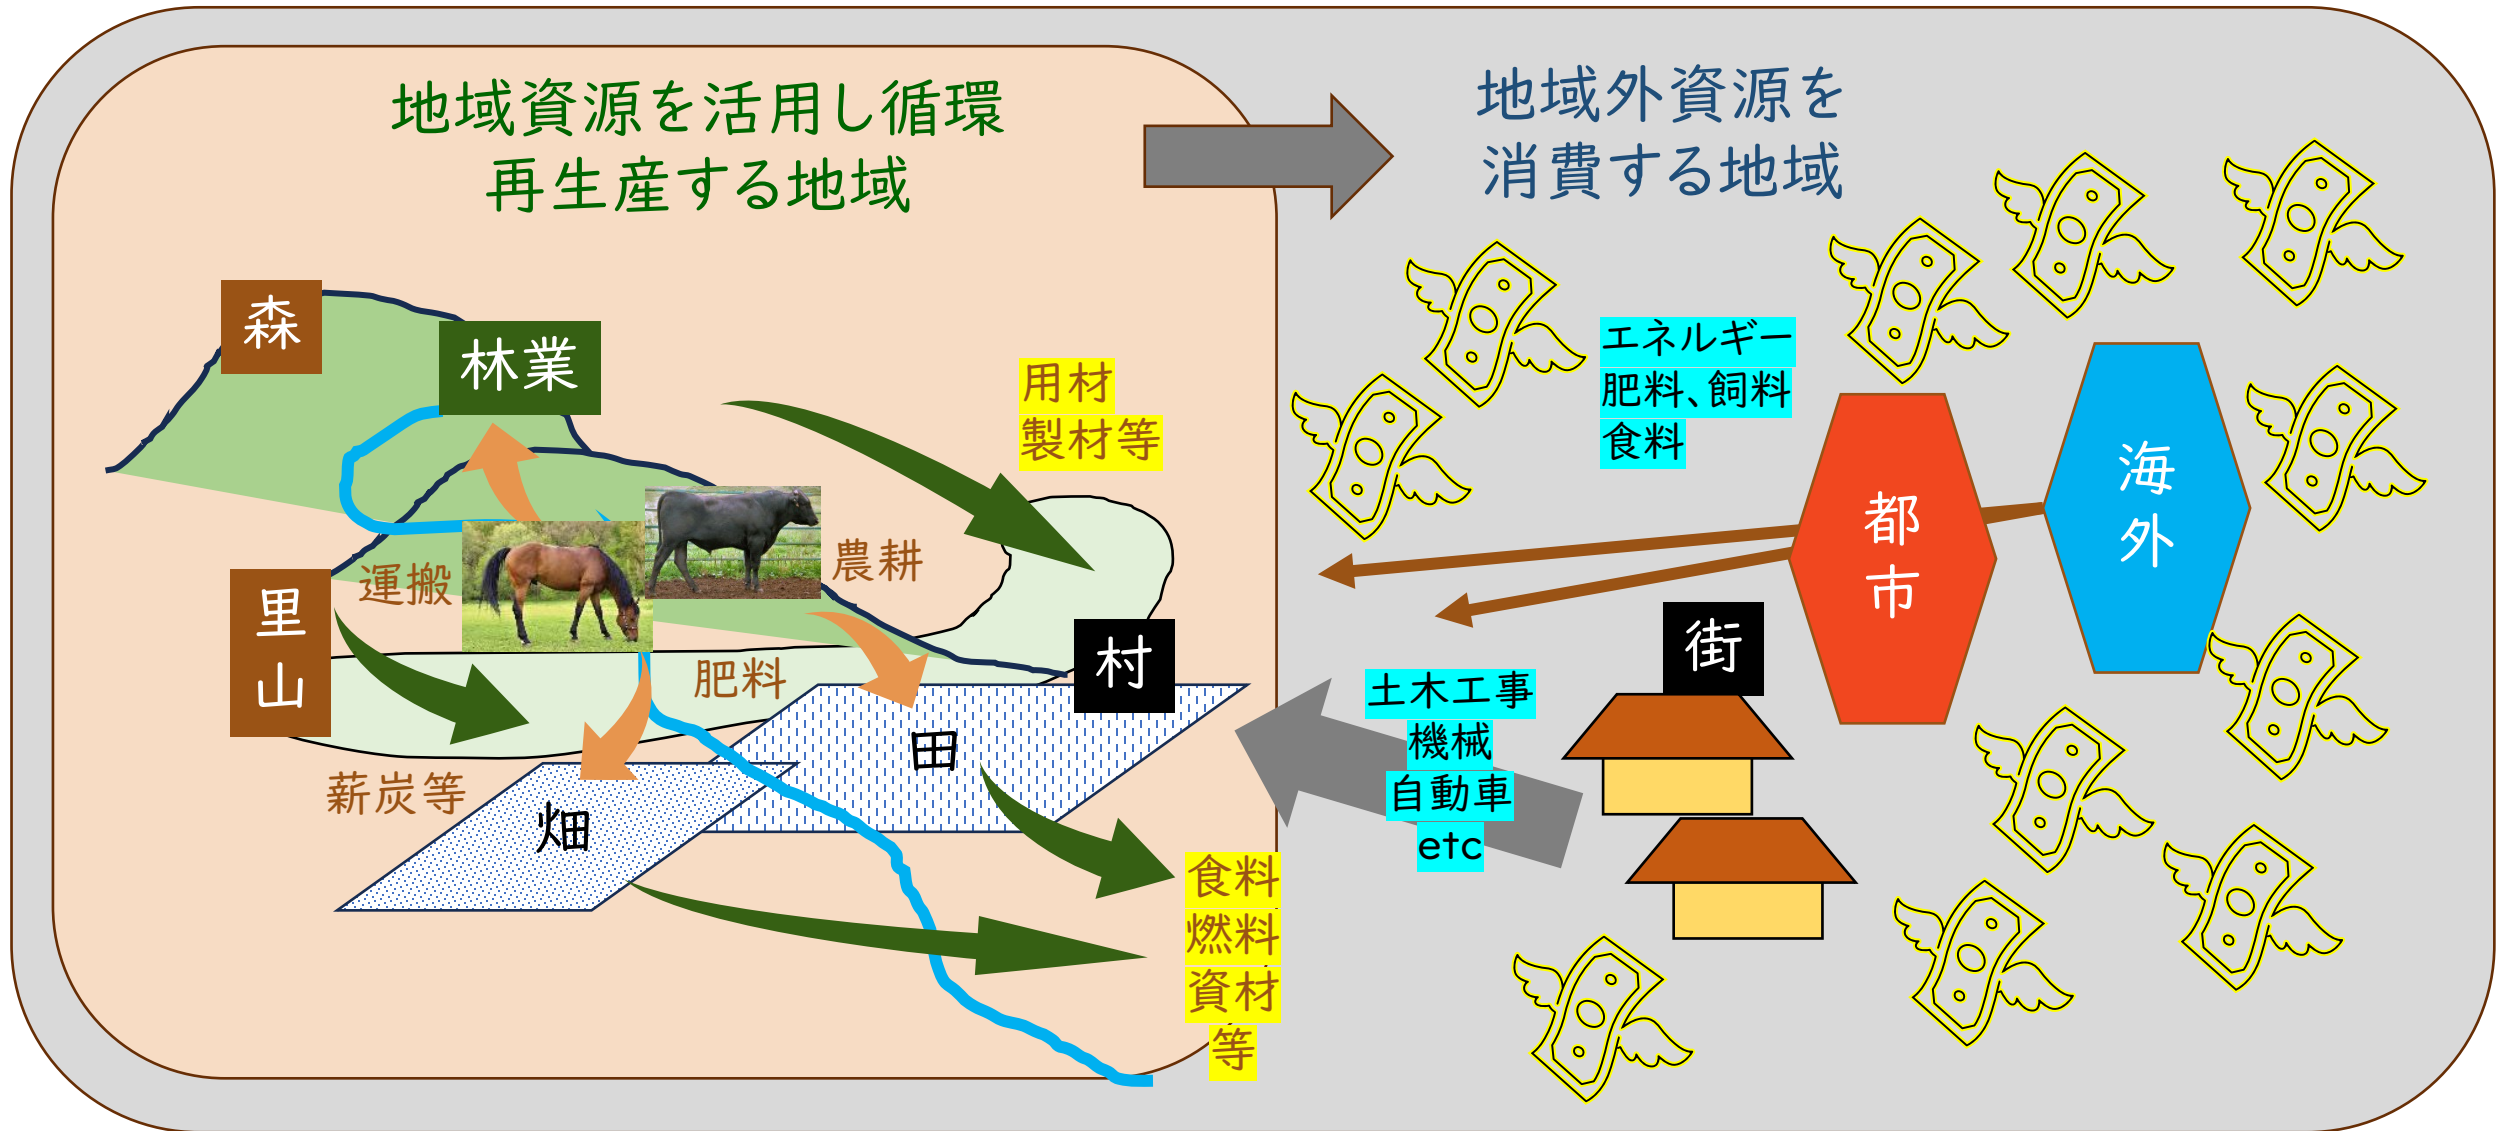 地域資源を活用し循環
再生産する地域
地域外資源を
消費する地域
森
林業
用材
製材等
エネルギー
肥料、飼料
食料
海外
都市
農耕
運搬
里山
街
村
肥料
土木工事
機械
自動車
etc
田
薪炭等
畑
食料
燃料
資材
等